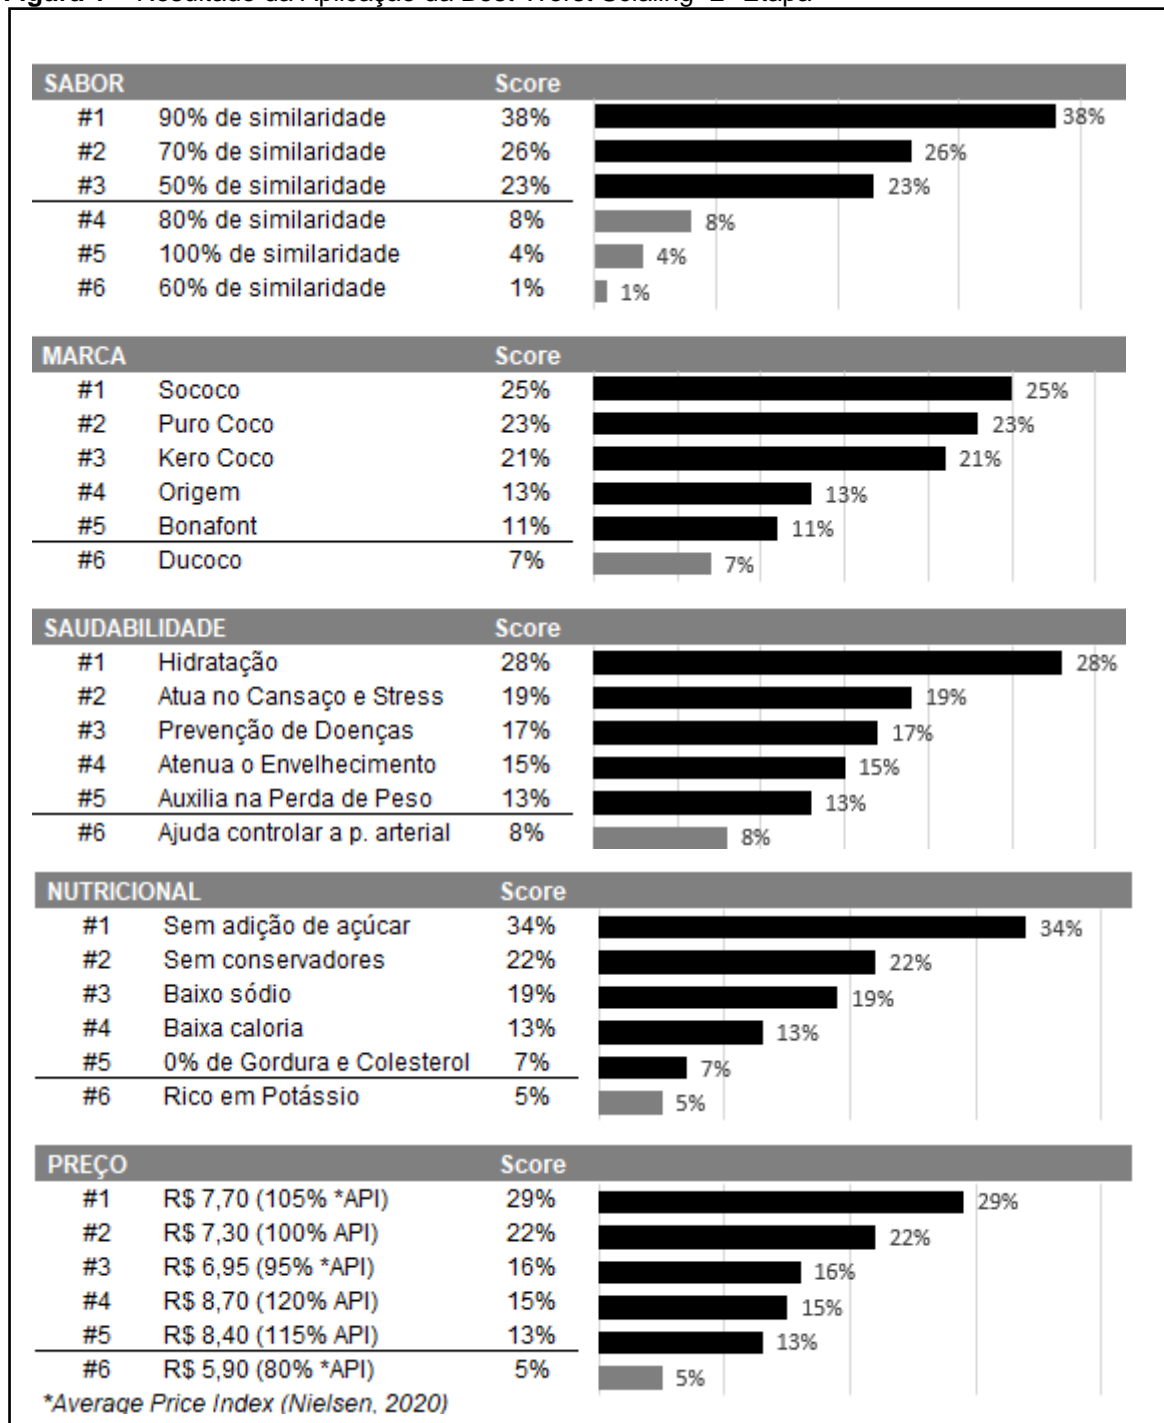 SABOR Score
#1 90% de similaridade 38% 38%
#2 70% de similaridade 26% 26%
#3 50% de similaridade 23% 23%
#4 80% de similaridade 8% 8%
#5 100% de similaridade 4% 4%
#6 60% de similaridade 1% 1%
MARCA Score
#1 Sococo 25% 25%
#2 Puro Coco 23% 23%
#3 Kero Coco 21% 21%
#4 Origem 13% 13%
#5 Bonafont 11% 11%
#6 Ducoco 7% 7%
SAUDABILIDADE Score
#1 Hidratação 28% 28%
#2 Atua no Cansaço e Stress 19% 19%
#3 Prevenção de Doenças 17% 17%
#4 Atenua o Envelhecimento 15% 15%
#5 Auxilia na Perda de Peso 13% 13%
#6 Ajuda controlar a p. arterial 8% 8%
NUTRICIONAL Score
#1 Sem adição de açúcar 34% 34%
#2 Sem conservadores 22% 22%
#3 Baixo sódio 19% 19%
#4 Baixa caloria 13% 13%
#5 0% de Gordura e Colesterol 7% 7%
#6 Rico em Potássio 5% 5%
PREÇO Score
#1 R$ 7,70 (105% *API) 29% 29%
#2 R$ 7,30 (100% API) 22% 22%
#3 R$ 6,95 (95% *API) 16% 16%
#4 R$ 8,70 (120% API) 15% 15%
#5 R$ 8,40 (115% API) 13% 13%
#6 R$ 5,90 (80% *API) 5% 5%
*Average Price Index (Nielsen, 2020)